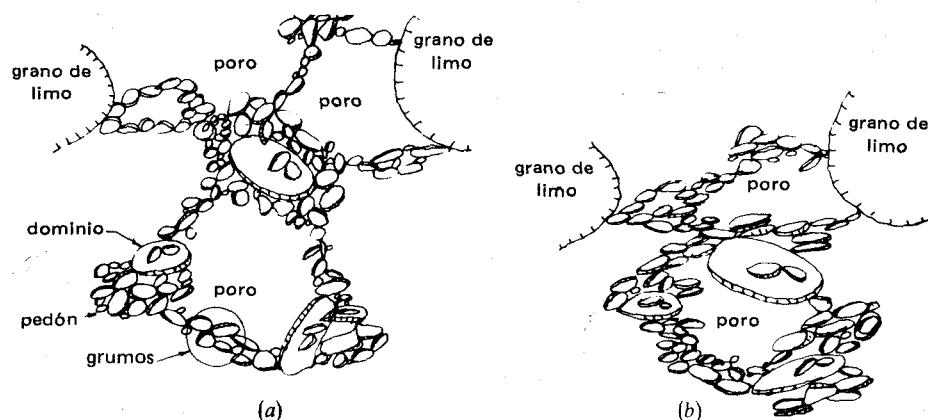 grano de
limo
poro
poro
grano de
limo
dominio
poro
pedón
grumos
(a)
grano de
limo
poro
grano de
limo
poro
(b)